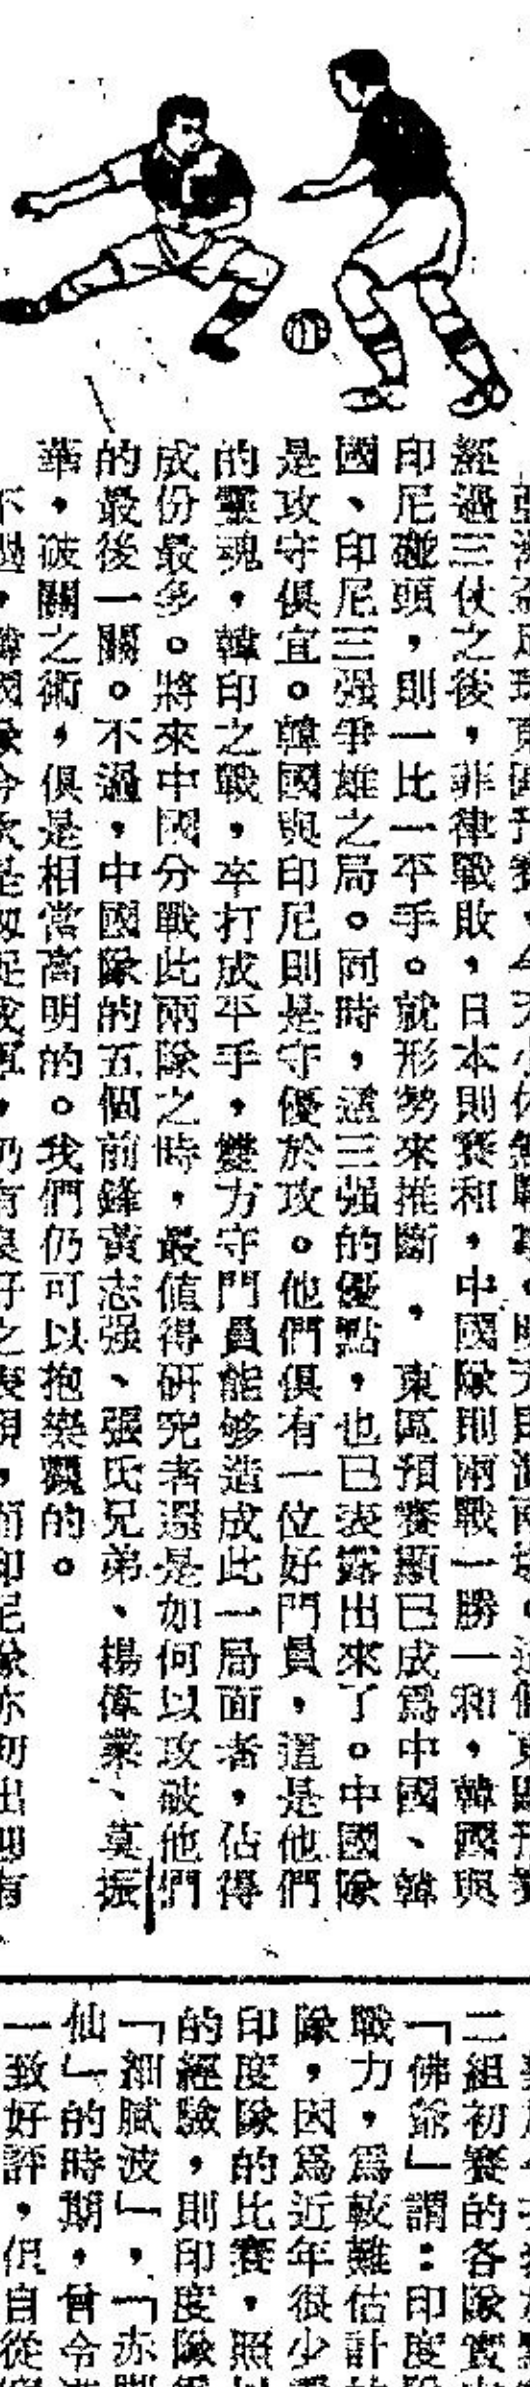 經過三仗之後，非律戰敗，日本則賽和，中國隊則兩戰一勝一和，韓國與
印尼碰頭，則一比一平手。就形勢來推斷，東區預賽顯已成爲中國、韓
國、印尼三强爭雄之局。同時，這三强的優點，也已表露出來了。中國隊
是攻守俱宜。韓國與印尼則是守優於攻。他們俱有一位好門員，這是他們
的靈魂，韓印之戰，卒打成平手，雙方守門員能够造成此一局面者，佔得
成份最多。將來中國分戰此兩隊之時，最値得研究者還是如何以攻破他們
的最後一關。不過，中國隊的五個前鋒黃志强、張氏兄弟、楊偉業、莫振
華，破關之術，俱是相當高明的。我們仍可以抱樂觀的。
二組初賽的各隊實
「佛爺」謂：印度
戰力，爲較難估計
隊，因爲近年很少
印度隊的比賽，照
的經驗，則印度隊
「細膩波」，「赤脚
仙」的時期，曾令
一致好評，但自從